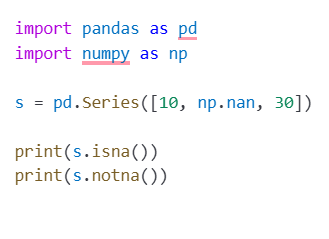 import pandas as pd
import numpy as np
s = pd.Series([10, np.nan, 30])
print(s.isna())
print(s.notna())